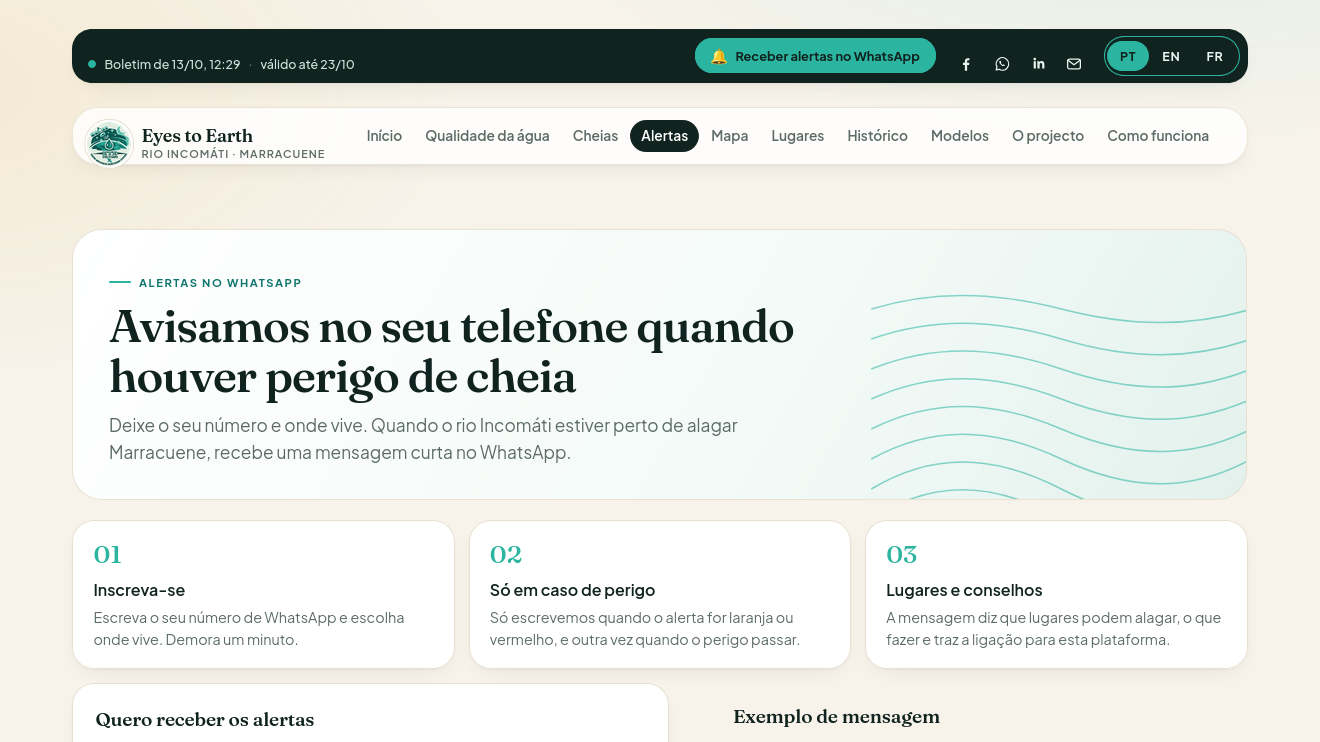 Boletim de 13/10, 12:29 · válido até 23/10
🔔 Receber alertas no WhatsApp
PT EN FR
Eyes to Earth
RIO INCOMÁTI · MARRACUENE
Início Qualidade da água Cheias Alertas Mapa Lugares Histórico Modelos O projecto Como funciona
ALERTAS NO WHATSAPP
Avisamos no seu telefone quando
houver perigo de cheia
Deixe o seu número e onde vive. Quando o rio Incomáti estiver perto de alagar
Marracuene, recebe uma mensagem curta no WhatsApp.
01
Inscreva-se
Escreva o seu número de WhatsApp e escolha
onde vive. Demora um minuto.
02
Só em caso de perigo
Só escrevemos quando o alerta for laranja ou
vermelho, e outra vez quando o perigo passar.
03
Lugares e conselhos
A mensagem diz que lugares podem alagar, o que
fazer e traz a ligação para esta plataforma.
Quero receber os alertas
Exemplo de mensagem